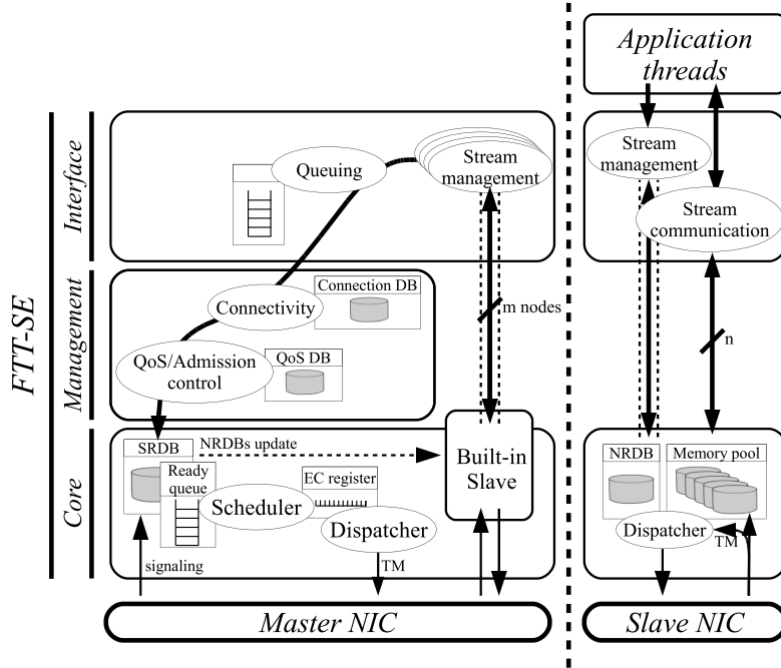 Application
threads
FTT-SE
Interface
Queuing
Stream
management
Stream
management
Stream
communication
Management
Connection DB
Connectivity
QoS DB
QoS/Admission
control
m nodes
n
Core
SRDB
NRDBs update
Ready
queue
Scheduler
EC register
Dispatcher
Built-in
Slave
NRDB
Memory pool
Dispatcher
TM
signaling
TM
Master NIC
Slave NIC